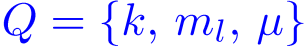 Q = {k, m_l, μ}